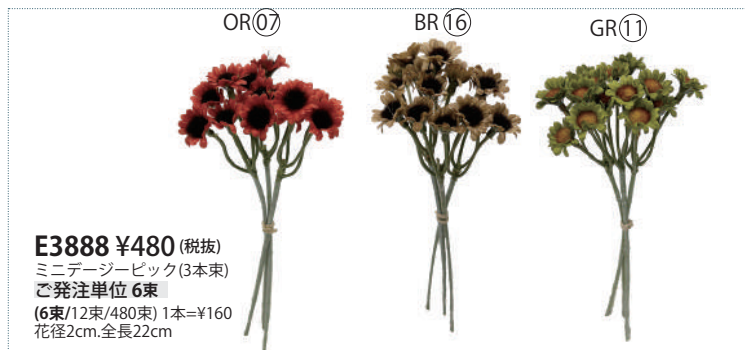 OR⑦ BR⑯ GR⑪
E3888 ¥480 (税抜)
ミニデージーピック(3本束)
ご発注単位 6束
(6束/12束/480束) 1本=¥160
花径2cm.全長22cm